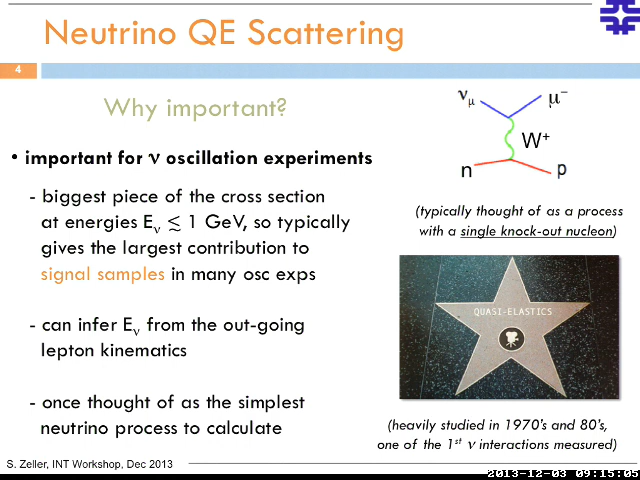 Neutrino QE Scattering
4
Why important?
• important for ν oscillation experiments
- biggest piece of the cross section
at energies Eν ≲ 1 GeV, so typically
gives the largest contribution to
signal samples in many osc exps
- can infer Eν from the out-going
lepton kinematics
- once thought of as the simplest
neutrino process to calculate
νμ
μ−
W+
n
p
(typically thought of as a process
with a single knock-out nucleon)
QUASI-ELASTICS
(heavily studied in 1970's and 80's,
one of the 1st ν interactions measured)
S. Zeller, INT Workshop, Dec 2013
2013-12-03 09:15:05